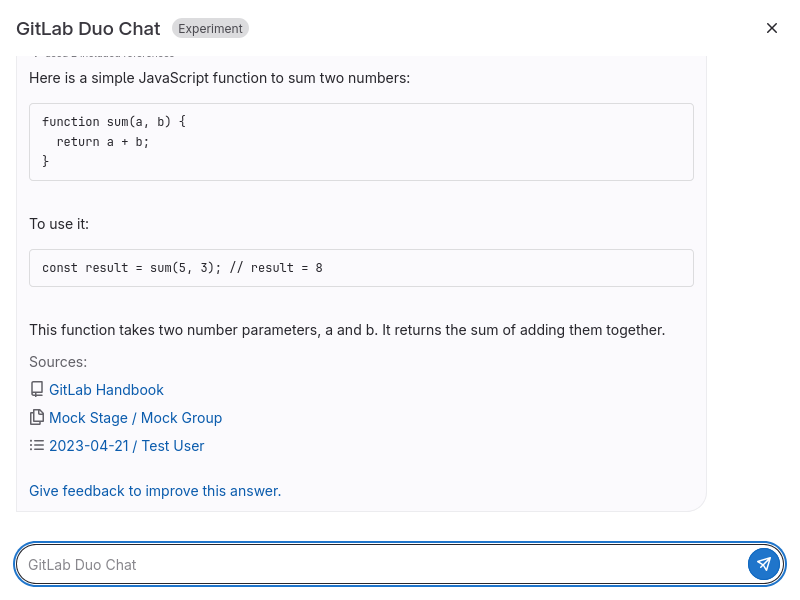 GitLab Duo Chat Experiment
Here is a simple JavaScript function to sum two numbers:
function sum(a, b) {
  return a + b;
}
To use it:
const result = sum(5, 3); // result = 8
This function takes two number parameters, a and b. It returns the sum of adding them together.
Sources:
GitLab Handbook
Mock Stage / Mock Group
2023-04-21 / Test User
Give feedback to improve this answer.
GitLab Duo Chat